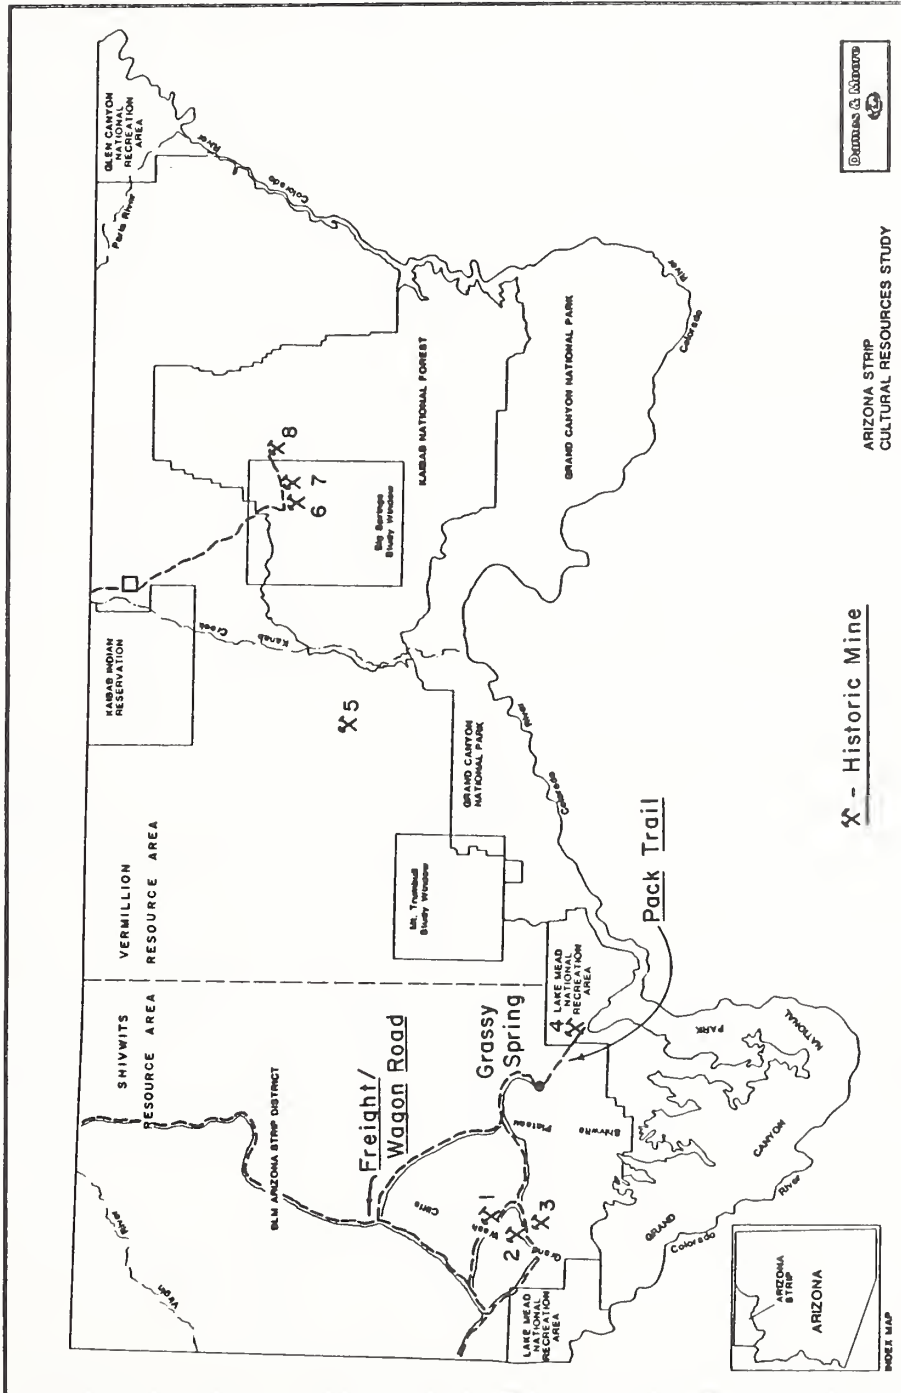 SHIVWITS
RESOURCE AREA
VERMILLION
RESOURCE AREA
KAIBAB INDIAN
RESERVATION
GLEN CANYON
NATIONAL
RECREATION
AREA
Paria River
Colorado
River
Virgin
River
BLM ARIZONA STRIP DISTRICT
Freight/
Wagon Road
Kanab
Creek
5
6
7
8
Big Springs
Study Window
KAIBAB NATIONAL FOREST
Mt. Trumbull
Study Window
GRAND CANYON
NATIONAL PARK
GRAND CANYON NATIONAL PARK
Colorado
River
Colorado
River
Grassy
Spring
4
LAKE MEAD
NATIONAL
RECREATION
AREA
Pack Trail
Grand
Wash
Cliffs
1
2
3
Shivwits
Plateau
LAKE MEAD
NATIONAL
RECREATION
AREA
GRAND
CANYON
NATIONAL
PARK
Colorado
River
- Historic Mine
ARIZONA
STRIP
ARIZONA
INDEX MAP
ARIZONA STRIP
CULTURAL RESOURCES STUDY
Dames & Moore